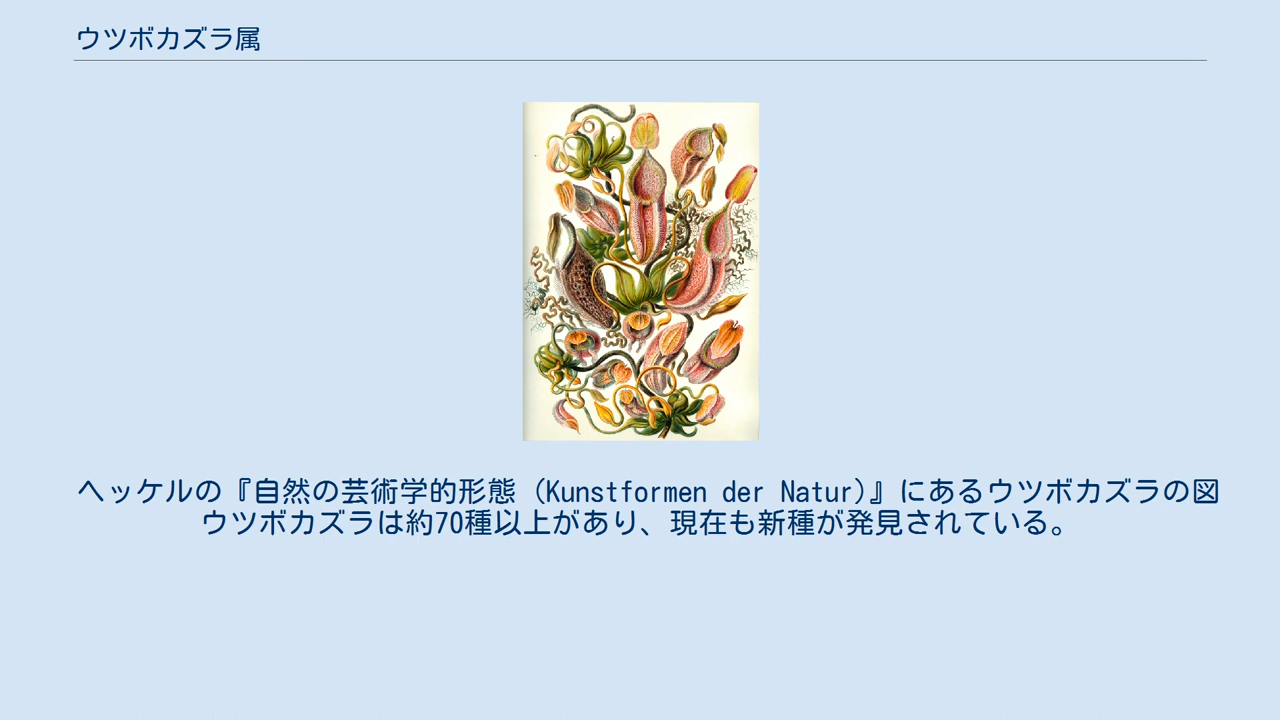 ウツボカズラ属
ヘッケルの『自然の芸術学的形態 (Kunstformen der Natur)』にあるウツボカズラの図
ウツボカズラは約70種以上があり、現在も新種が発見されている。